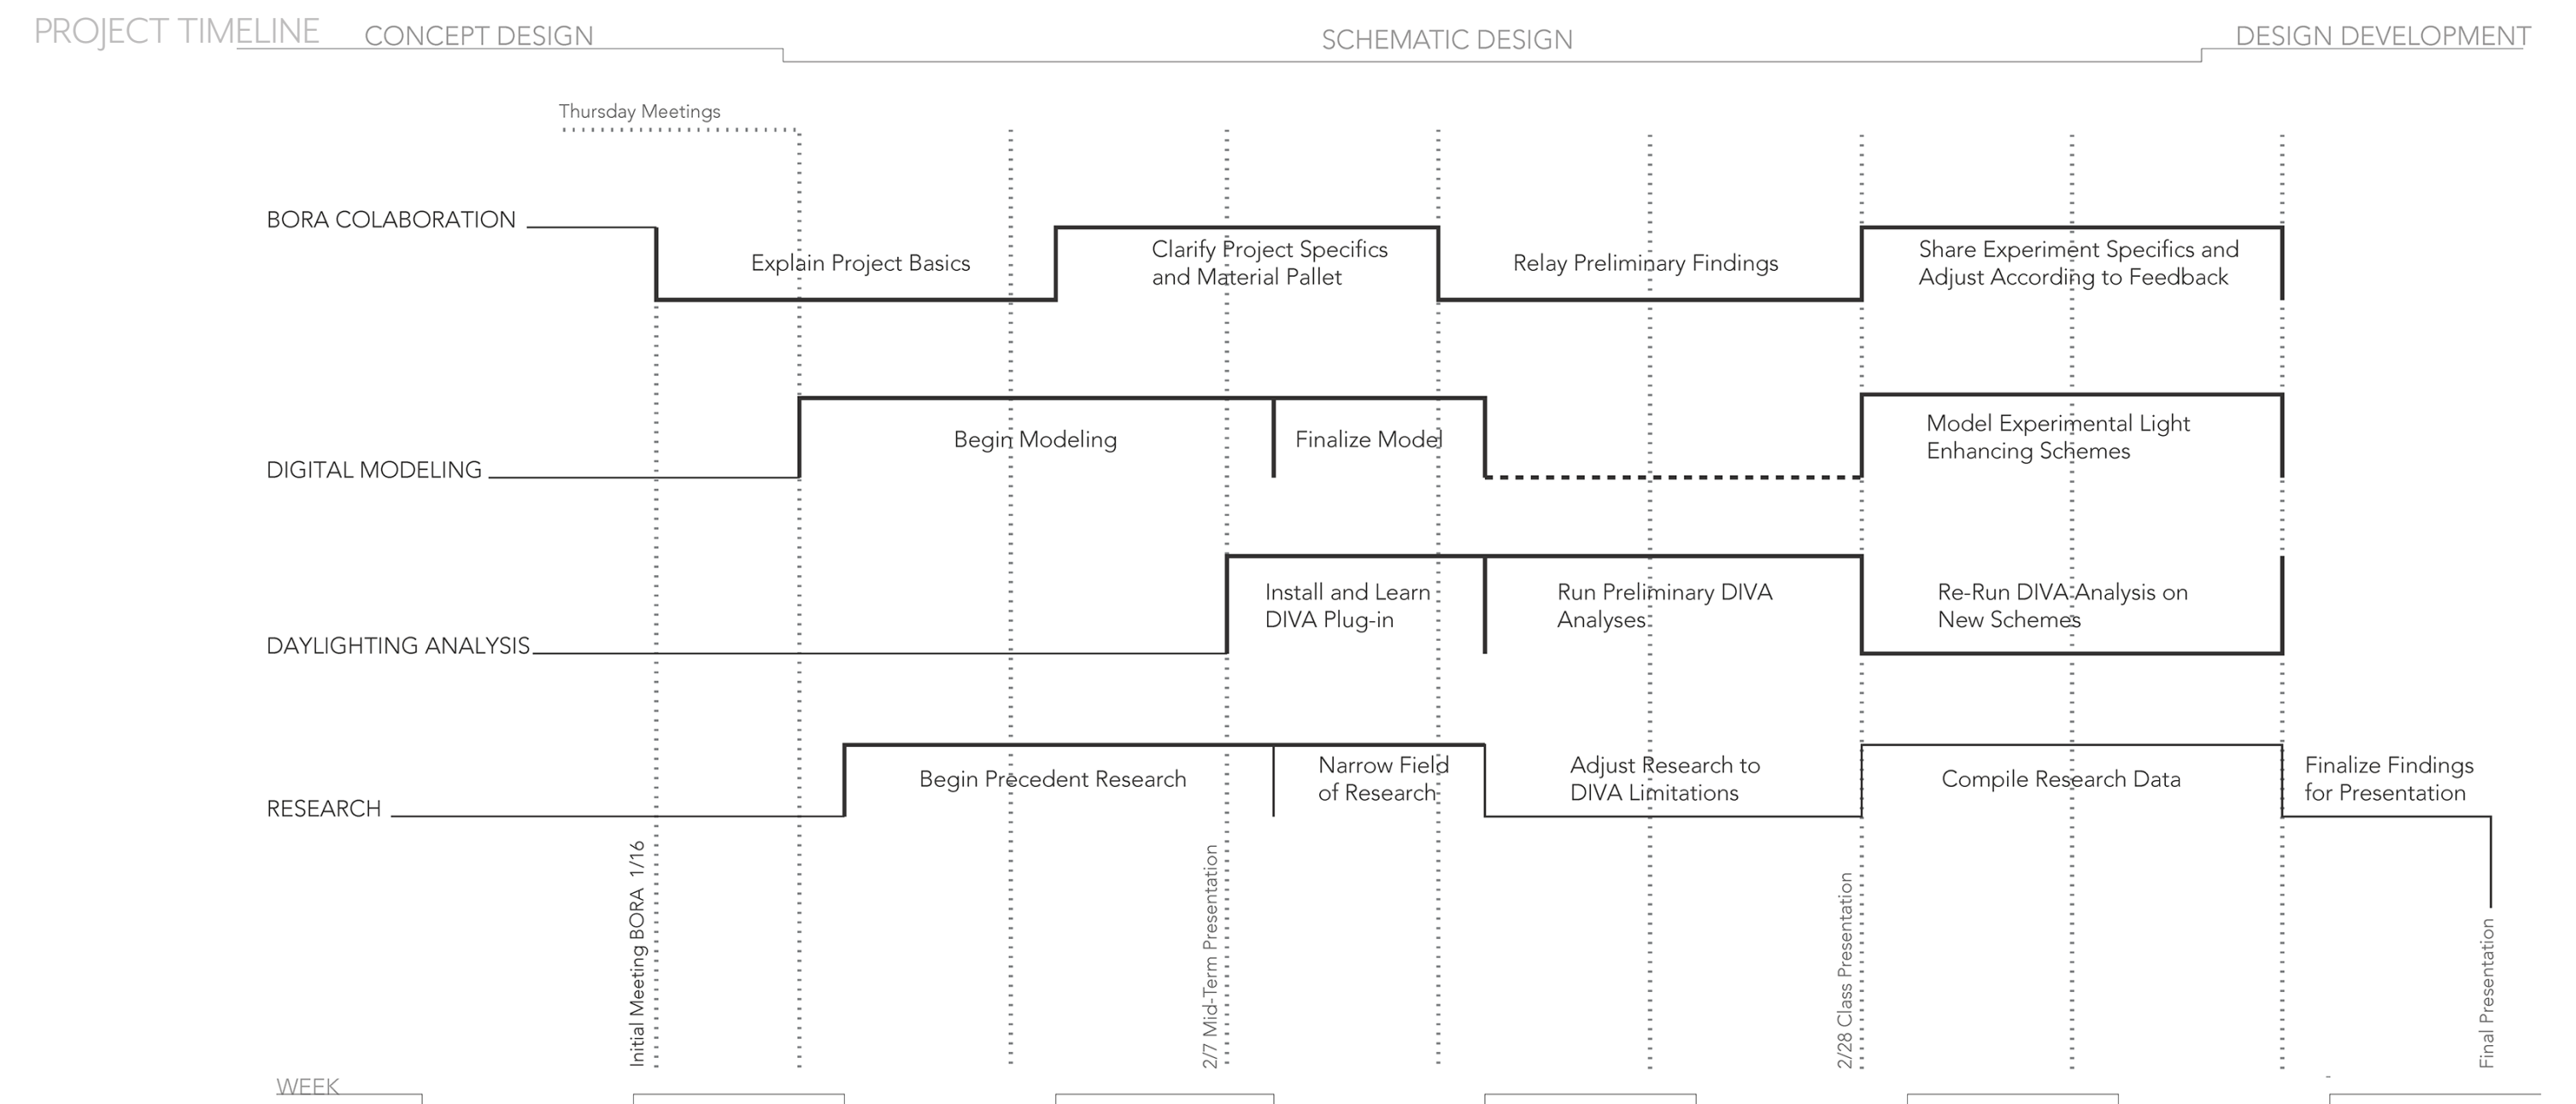 PROJECT TIMELINE
CONCEPT DESIGN
SCHEMATIC DESIGN
DESIGN DEVELOPMENT
Thursday Meetings
BORA COLABORATION
Explain Project Basics
Clarify Project Specifics
and Material Pallet
Relay Preliminary Findings
Share Experiment Specifics and
Adjust According to Feedback
DIGITAL MODELING
Begin Modeling
Finalize Model
Model Experimental Light
Enhancing Schemes
DAYLIGHTING ANALYSIS
Install and Learn
DIVA Plug-in
Run Preliminary DIVA
Analyses
Re-Run DIVA Analysis on
New Schemes
RESEARCH
Begin Precedent Research
Narrow Field
of Research
Adjust Research to
DIVA Limitations
Compile Research Data
Finalize Findings
for Presentation
Initial Meeting BORA 1/16
2/7 Mid-Term Presentation
2/28 Class Presentation
Final Presentation
WEEK